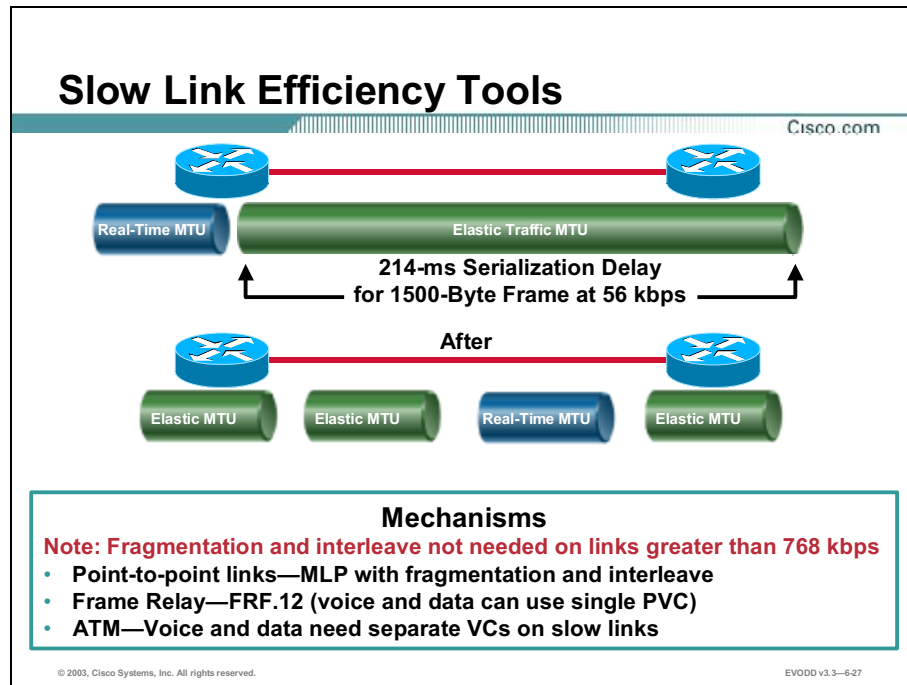 Slow Link Efficiency Tools
Cisco.com
Real-Time MTU
Elastic Traffic MTU
214-ms Serialization Delay
for 1500-Byte Frame at 56 kbps
After
Elastic MTU
Elastic MTU
Real-Time MTU
Elastic MTU
Mechanisms
Note: Fragmentation and interleave not needed on links greater than 768 kbps
• Point-to-point links—MLP with fragmentation and interleave
• Frame Relay—FRF.12 (voice and data can use single PVC)
• ATM—Voice and data need separate VCs on slow links
© 2003, Cisco Systems, Inc. All rights reserved.
EVODD v3.3—6-27